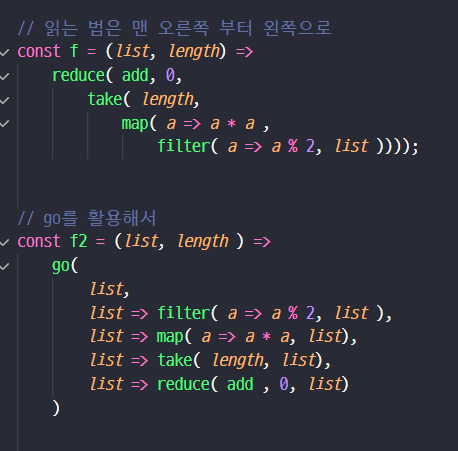 // 읽는 법은 맨 오른쪽 부터 왼쪽으로
const f = (list, length) =>
    reduce( add, 0,
        take( length,
            map( a => a * a ,
                filter( a => a % 2, list ))));
// go를 활용해서
const f2 = (list, length ) =>
    go(
        list,
        list => filter( a => a % 2, list ),
        list => map( a => a * a, list),
        list => take( length, list),
        list => reduce( add , 0, list)
    )